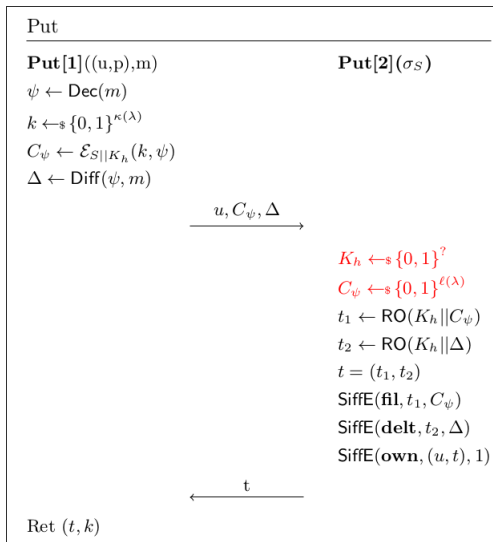 Put
Put[1]((u,p),m) Put[2](σ_S)
ψ ← Dec(m)
k ←$ {0, 1}^{κ(λ)}
C_ψ ← ℰ_{S||K_h}(k, ψ)
Δ ← Diff(ψ, m)
u, C_ψ, Δ
K_h ←$ {0, 1}^?
C_ψ ←$ {0, 1}^{ℓ(λ)}
t_1 ← RO(K_h||C_ψ)
t_2 ← RO(K_h||Δ)
t = (t_1, t_2)
SiffE(fil, t_1, C_ψ)
SiffE(delt, t_2, Δ)
SiffE(own, (u, t), 1)
t
Ret (t, k)